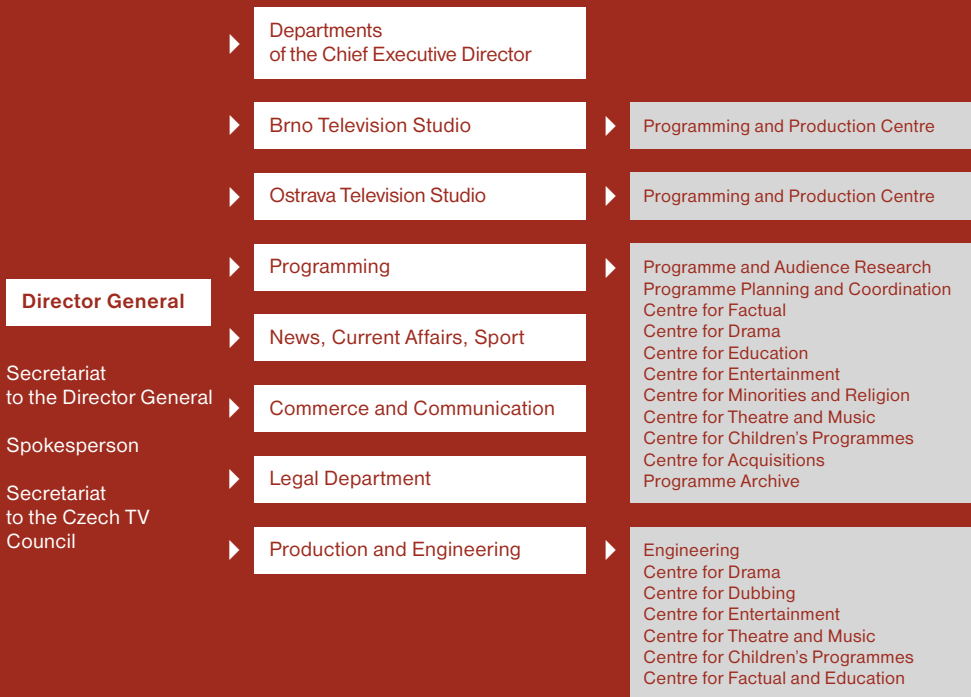 Director General
Secretariat
to the Director General
Spokesperson
Secretariat
to the Czech TV
Council
Departments
of the Chief Executive Director
Brno Television Studio
Programming and Production Centre
Ostrava Television Studio
Programming and Production Centre
Programming
Programme and Audience Research
Programme Planning and Coordination
Centre for Factual
Centre for Drama
Centre for Education
Centre for Entertainment
Centre for Minorities and Religion
Centre for Theatre and Music
Centre for Children's Programmes
Centre for Acquisitions
Programme Archive
News, Current Affairs, Sport
Commerce and Communication
Legal Department
Production and Engineering
Engineering
Centre for Drama
Centre for Dubbing
Centre for Entertainment
Centre for Theatre and Music
Centre for Children's Programmes
Centre for Factual and Education